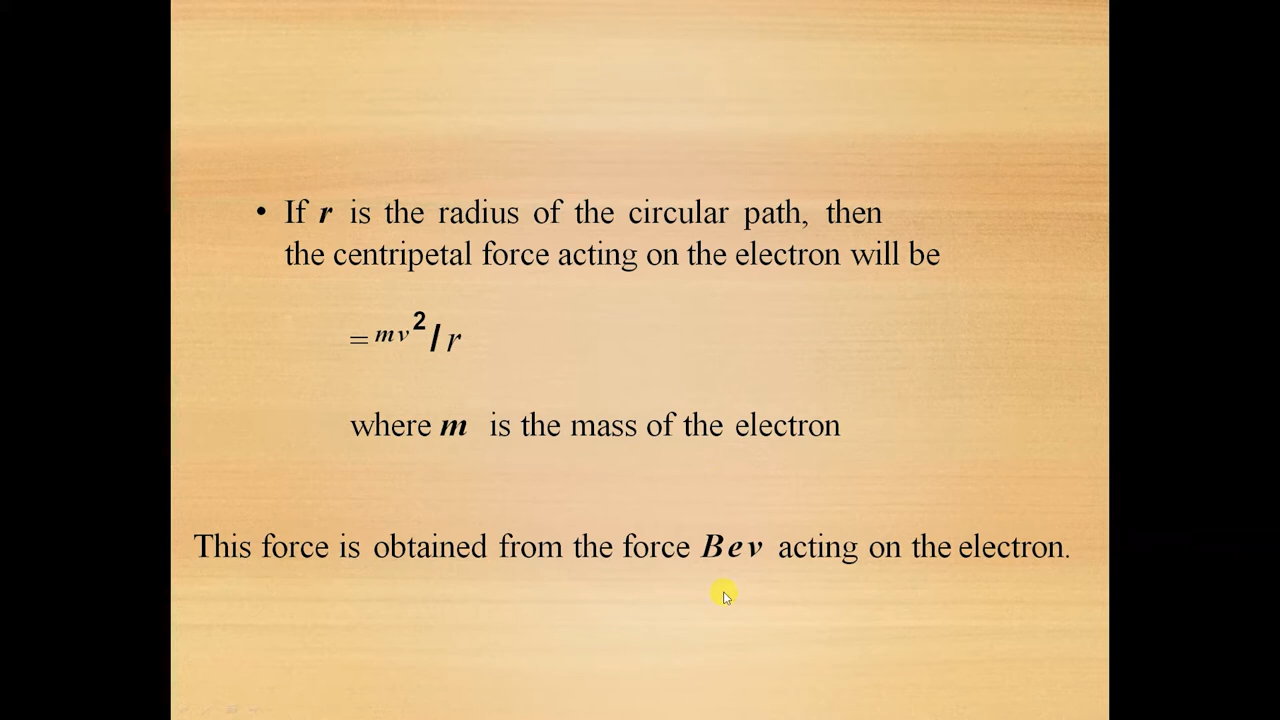 • If r is the radius of the circular path, then
the centripetal force acting on the electron will be
= mv²/r
where m is the mass of the electron
This force is obtained from the force Bev acting on the electron.